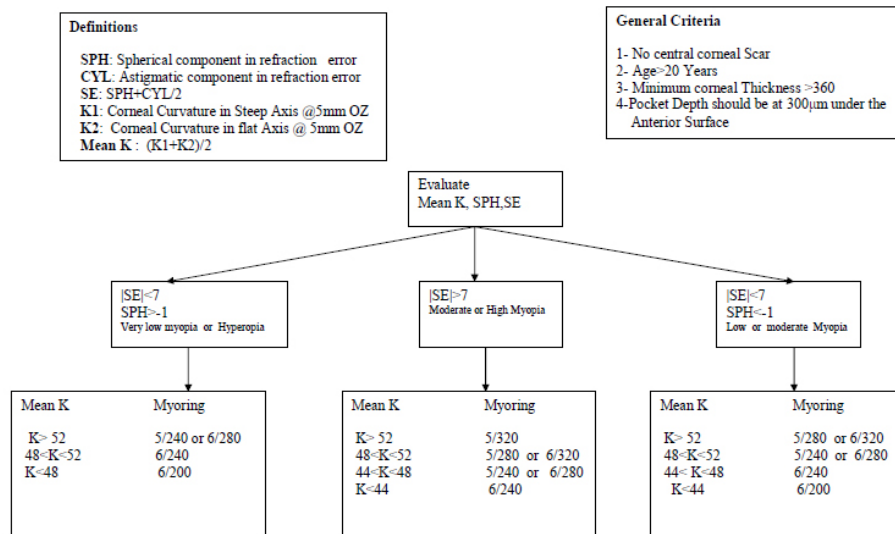 Definitions
SPH: Spherical component in refraction error
CYL: Astigmatic component in refraction error
SE: SPH+CYL/2
K1: Corneal Curvature in Steep Axis @5mm OZ
K2: Corneal Curvature in flat Axis @ 5mm OZ
Mean K : (K1+K2)/2
General Criteria
1- No central corneal Scar
2- Age>20 Years
3- Minimum corneal Thickness >360
4-Pocket Depth should be at 300μm under the
Anterior Surface
Evaluate
Mean K, SPH,SE
|SE|<7
SPH>-1
Very low myopia or Hyperopia
|SE|>7
Moderate or High Myopia
|SE|<7
SPH<-1
Low or moderate Myopia
Mean K Myoring
K> 52 5/240 or 6/280
48<K<52 6/240
K<48 6/200
Mean K Myoring
K> 52 5/320
48<K<52 5/280 or 6/320
44<K<48 5/240 or 6/280
K<44 6/240
Mean K Myoring
K> 52 5/280 or 6/320
48<K<52 5/240 or 6/280
44< K<48 6/240
K<44 6/200